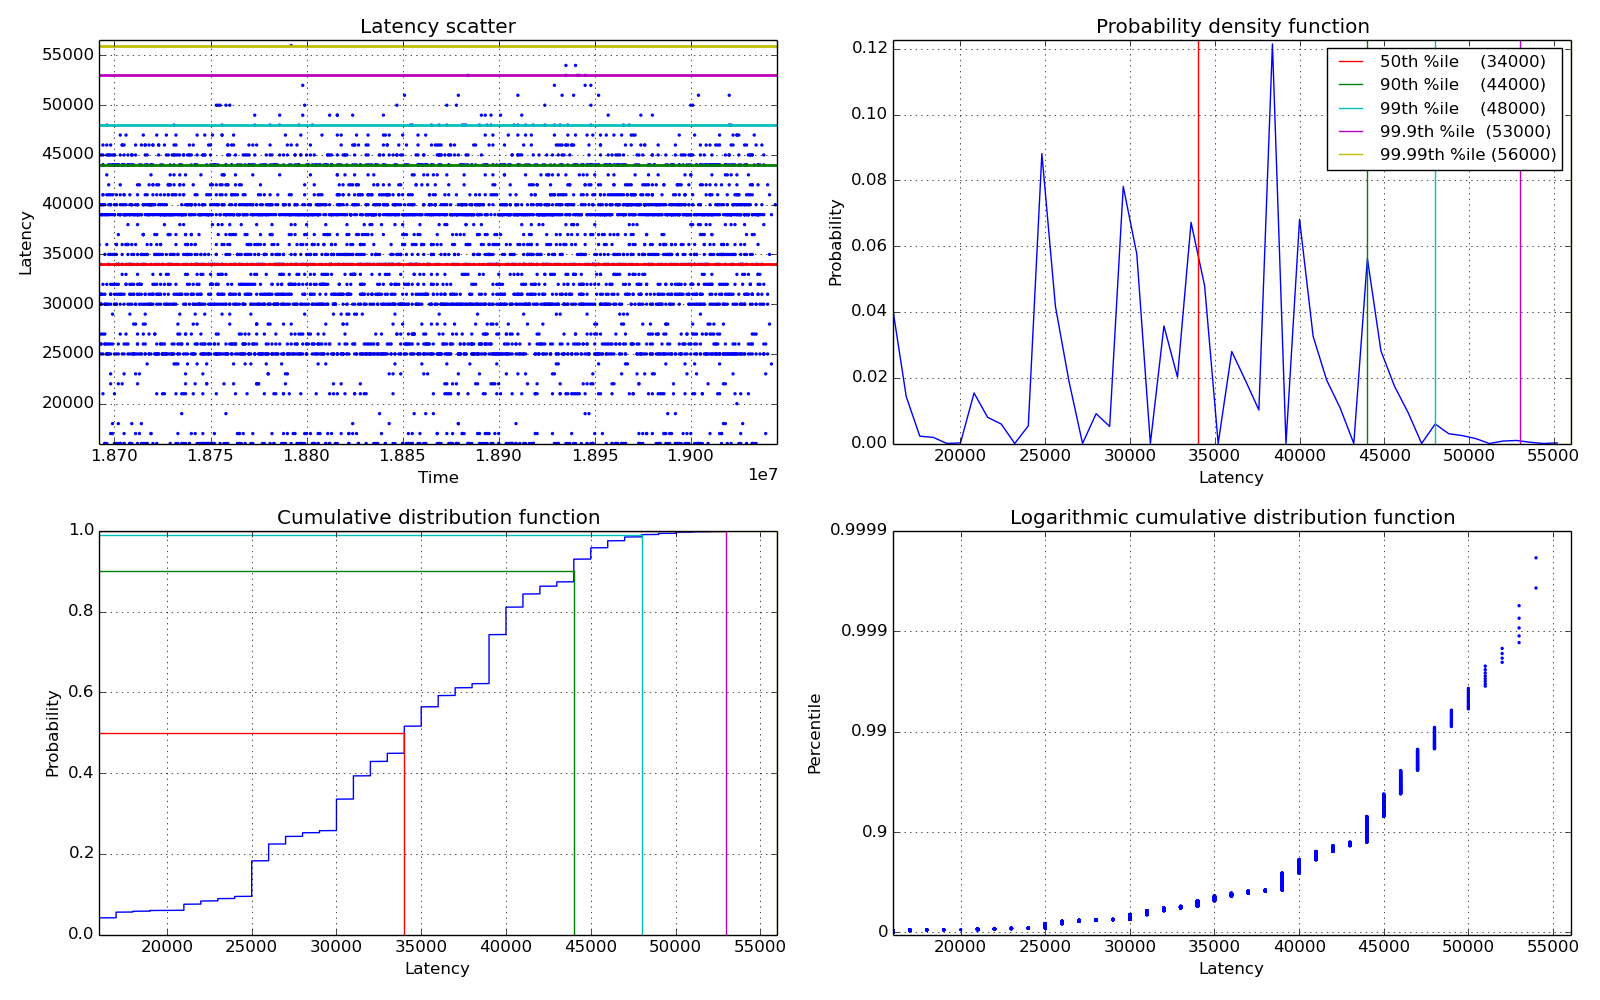 Latency scatter
55000
50000
45000
40000
35000
30000
25000
20000
Latency
1.870 1.875 1.880 1.885 1.890 1.895 1.900
1e7
Time
Probability density function
0.12
0.10
0.08
0.06
0.04
0.02
0.00
Probability
50th %ile (34000)
90th %ile (44000)
99th %ile (48000)
99.9th %ile (53000)
99.99th %ile (56000)
20000 25000 30000 35000 40000 45000 50000 55000
Latency
Cumulative distribution function
1.0
0.8
0.6
0.4
0.2
0.0
Probability
20000 25000 30000 35000 40000 45000 50000 55000
Latency
Logarithmic cumulative distribution function
0.9999
0.999
0.99
0.9
0
Percentile
20000 25000 30000 35000 40000 45000 50000 55000
Latency